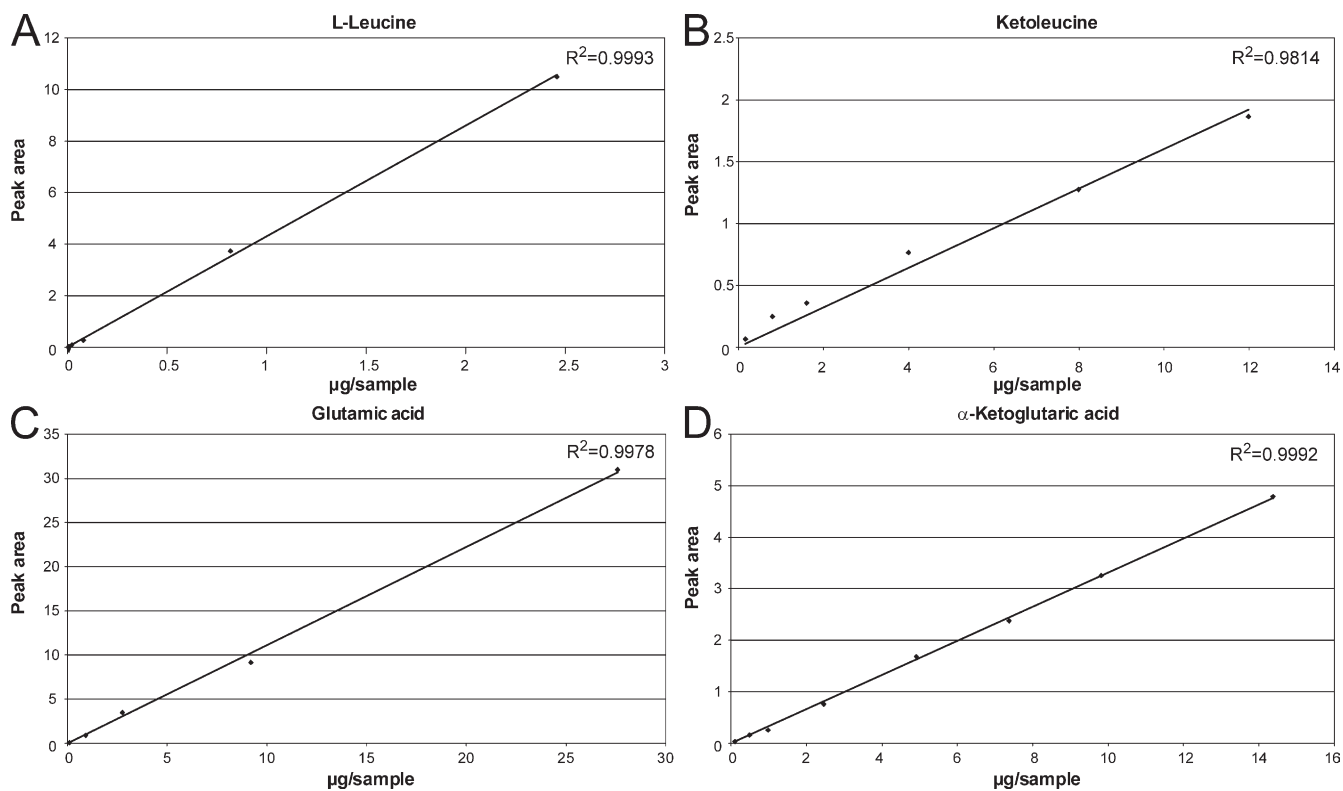 A
L-Leucine
R2=0.9993
12
10
8
6
4
2
0
Peak area
0 0.5 1 1.5 2 2.5 3
µg/sample
B
Ketoleucine
R2=0.9814
2.5
2
1.5
1
0.5
0
Peak area
0 2 4 6 8 10 12 14
µg/sample
C
Glutamic acid
R2=0.9978
35
30
25
20
15
10
5
0
Peak area
0 5 10 15 20 25 30
µg/sample
D
α-Ketoglutaric acid
R2=0.9992
6
5
4
3
2
1
0
Peak area
0 2 4 6 8 10 12 14 16
µg/sample